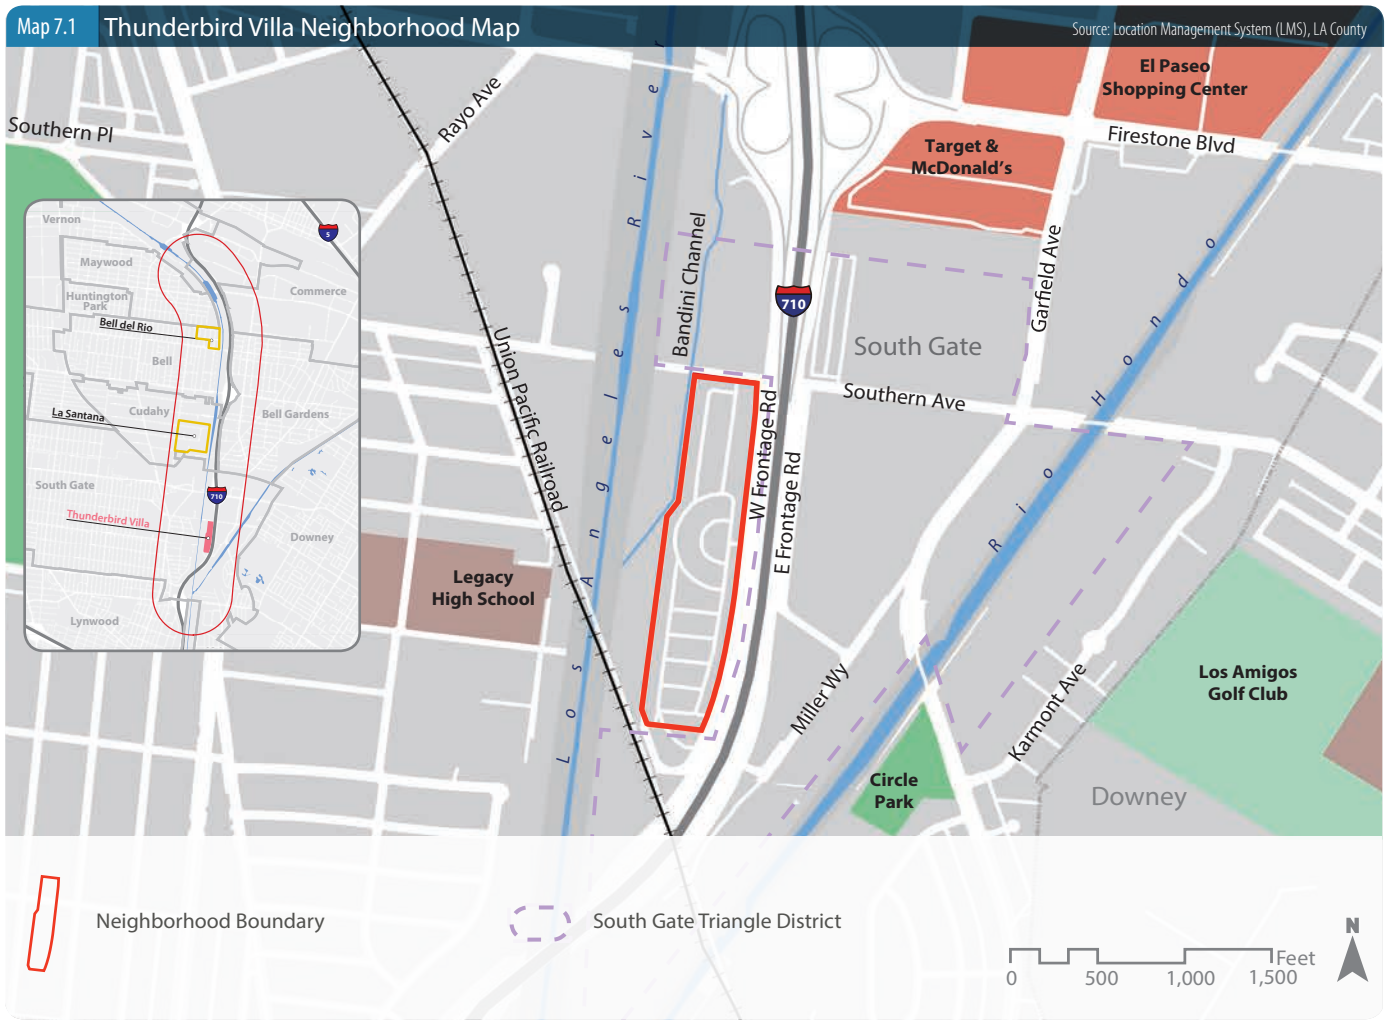 Map 7.1
Thunderbird Villa Neighborhood Map
Source: Location Management System (LMS), LA County
El Paseo
Shopping Center
Rayo Ave
Southern Pl
Firestone Blvd
Target &
McDonald's
Los Angeles River
Bandini Channel
Garfield Ave
Rio Hondo
710
South Gate
Southern Ave
Union Pacific Railroad
W Frontage Rd
E Frontage Rd
Legacy
High School
Miller Wy
Karmont Ave
Los Amigos
Golf Club
Circle
Park
Downey
Vernon
5
Maywood
Commerce
Huntington
Park
Bell del Rio
Bell
La Santana
Cudahy
Bell Gardens
South Gate
710
Thunderbird Villa
Downey
Lynwood
Neighborhood Boundary
South Gate Triangle District
N
Feet
0 500 1,000 1,500